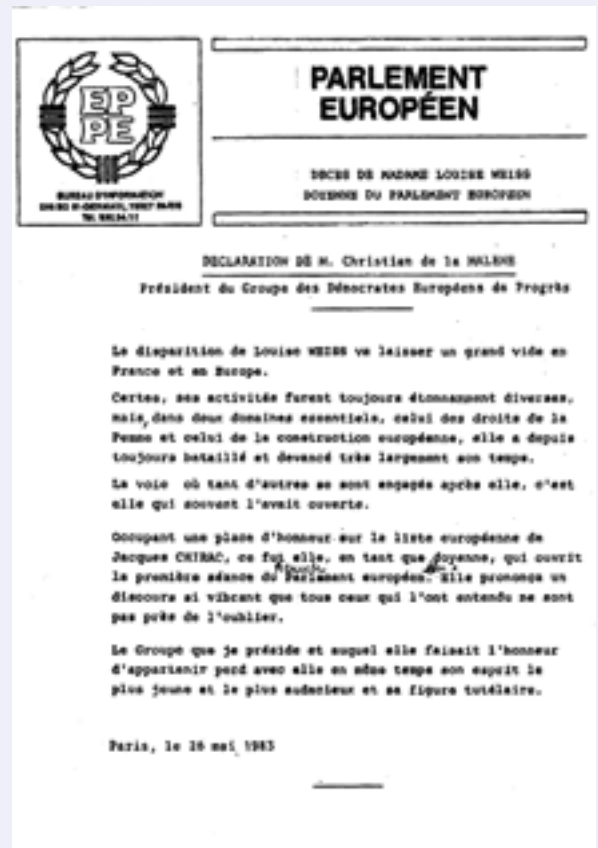 EP
PE
BUREAU D'INFORMATION
PARIS
PARLEMENT
EUROPÉEN
DECES DE MADAME LOUISE WEISS
DOYENNE DU PARLEMENT EUROPEEN
DECLARATION DE M. Christian de la MALENE
Président du Groupe des Démocrates Européens de Progrès
La disparition de Louise WEISS va laisser un grand vide en
France et en Europe.
Certes, ses activités furent toujours étonnamment diverses,
mais, dans deux domaines essentiels, celui des droits de la
Femme et celui de la construction européenne, elle a depuis
toujours bataillé et devancé très largement son temps.
La voie où tant d'autres se sont engagés après elle, c'est
elle qui souvent l'avait ouverte.
Occupant une place d'honneur sur la liste européenne de
Jacques CHIRAC, ce fut elle, en tant que doyenne, qui ouvrit
la première séance du Parlement européen. Elle prononça un
discours si vibrant que tous ceux qui l'ont entendu ne sont
pas près de l'oublier.
Le Groupe que je préside et auquel elle faisait l'honneur
d'appartenir perd avec elle en même temps son esprit le
plus jeune et le plus audacieux et sa figure tutélaire.
Paris, le 26 mai 1983